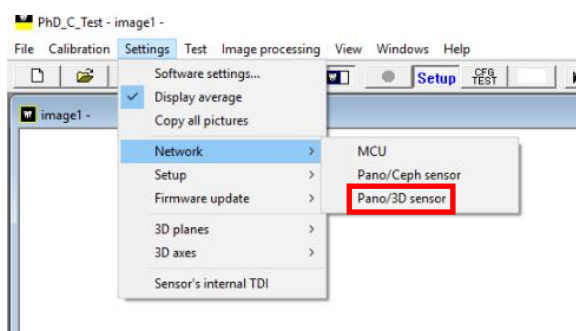 PhD_C_Test - image1 -
File Calibration Settings Test Image processing View Windows Help
Setup CFG TEST
image1 -
Software settings...
Display average
Copy all pictures
Network
Setup
Firmware update
3D planes
3D axes
Sensor's internal TDI
MCU
Pano/Ceph sensor
Pano/3D sensor